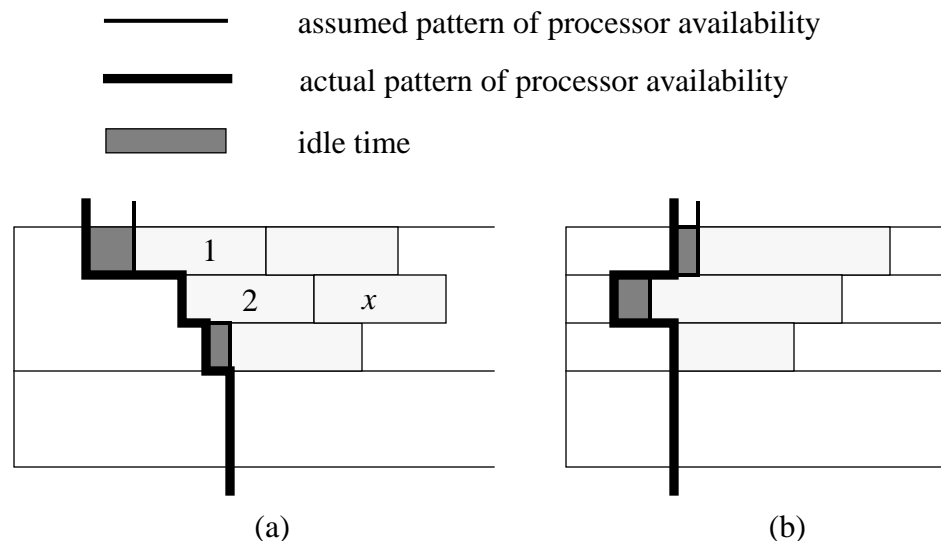 assumed pattern of processor availability
actual pattern of processor availability
idle time
1
2 x
(a) (b)